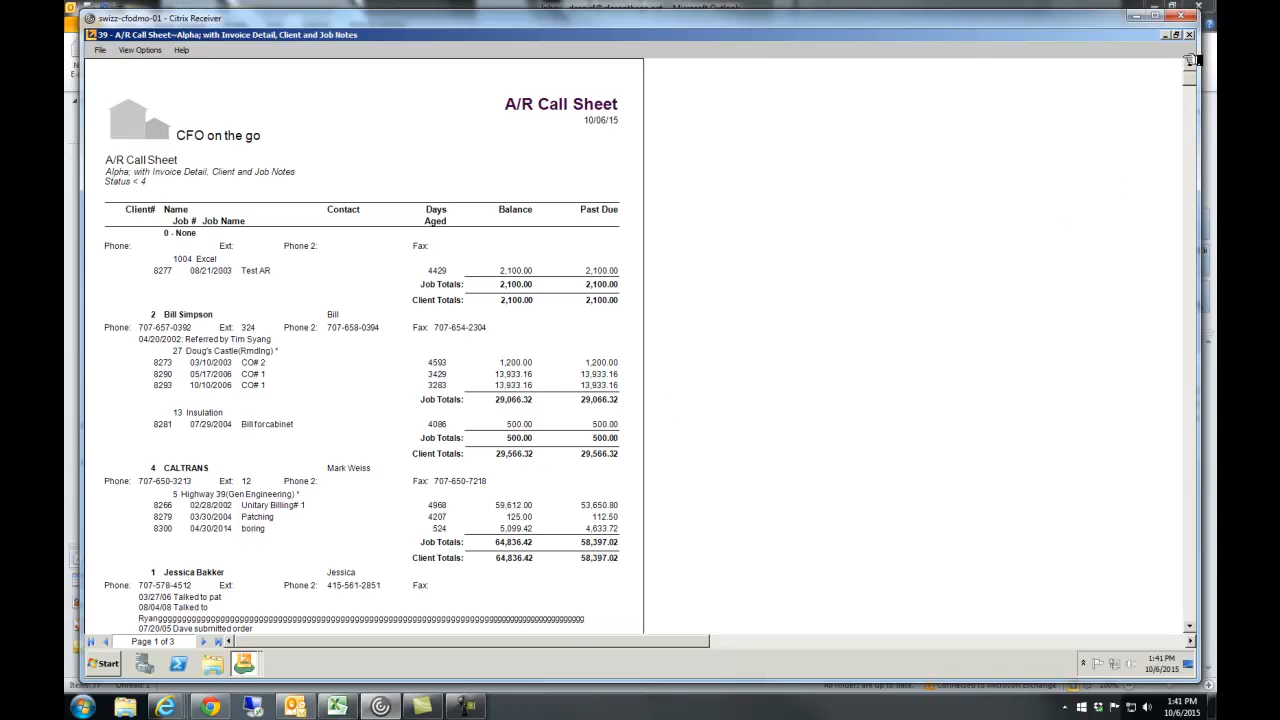 swizz-cfodmo-01 - Citrix Receiver
39 - A/R Call Sheet~Alpha; with Invoice Detail, Client and Job Notes
File View Options Help
A/R Call Sheet
10/06/15
CFO on the go
A/R Call Sheet
Alpha; with Invoice Detail, Client and Job Notes
Status < 4
Client# Name Contact Days Balance Past Due
Job # Job Name Aged
0 - None
Phone: Ext: Phone 2: Fax:
1004 Excel
8277 08/21/2003 Test AR 4429 2,100.00 2,100.00
Job Totals: 2,100.00 2,100.00
Client Totals: 2,100.00 2,100.00
2 Bill Simpson Bill
Phone: 707-657-0392 Ext: 324 Phone 2: 707-658-0394 Fax: 707-654-2304
04/20/2002: Referred by Tim Syang
27 Doug's Castle(Rmdlng) *
8273 03/10/2003 CO# 2 4593 1,200.00 1,200.00
8290 05/17/2006 CO# 1 3429 13,933.16 13,933.16
8293 10/10/2006 CO# 1 3283 13,933.16 13,933.16
Job Totals: 29,066.32 29,066.32
13 Insulation
8281 07/29/2004 Bill for cabinet 4086 500.00 500.00
Job Totals: 500.00 500.00
Client Totals: 29,566.32 29,566.32
4 CALTRANS Mark Weiss
Phone: 707-650-3213 Ext: 12 Phone 2: Fax: 707-650-7218
5 Highway 39(Gen Engineering) *
8266 02/28/2002 Unitary Billing# 1 4968 59,612.00 53,650.80
8279 03/30/2004 Patching 4207 125.00 112.50
8300 04/30/2014 boring 524 5,099.42 4,633.72
Job Totals: 64,836.42 58,397.02
Client Totals: 64,836.42 58,397.02
1 Jessica Bakker Jessica
Phone: 707-578-4512 Ext: Phone 2: 415-561-2851 Fax:
03/27/06 Talked to pat
08/04/08 Talked to
07/20/05 Dave submitted order
Page 1 of 3
Start
1:41 PM
10/6/2015
1:41 PM
10/6/2015